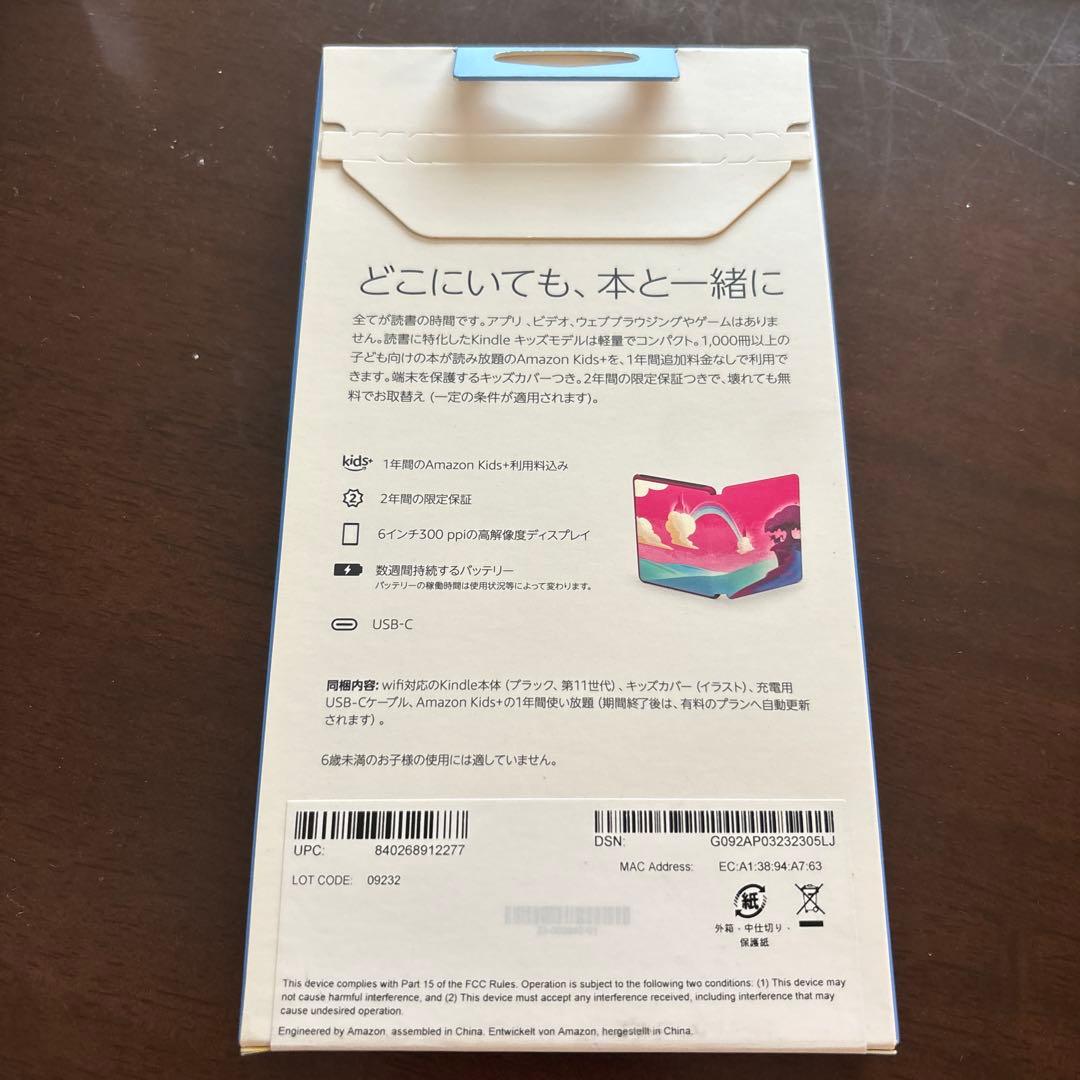 どこにいても、本と一緒に
全てが読書の時間です。アプリ、ビデオ、ウェブブラウジングやゲームはありま
せん。読書に特化したKindle キッズモデルは軽量でコンパクト。1,000冊以上の
子ども向けの本が読み放題のAmazon Kids+を、1年間追加料金なしで利用で
きます。端末を保護するキッズカバーつき。2年間の限定保証つきで、壊れても無
料でお取替え (一定の条件が適用されます)。
kids+ 1年間のAmazon Kids+利用料込み
2 2年間の限定保証
6インチ300 ppiの高解像度ディスプレイ
数週間持続するバッテリー
バッテリーの稼働時間は使用状況等によって変わります。
USB-C
同梱内容: wifi対応のKindle本体 (ブラック、第11世代)、キッズカバー (イラスト)、充電用
USB-Cケーブル、Amazon Kids+の1年間使い放題 (期間終了後は、有料のプランへ自動更新
されます) 。
6歳未満のお子様の使用には適していません。
UPC: 840268912277
LOT CODE: 09232
DSN: G092AP03232305LJ
MAC Address: EC:A1:38:94:A7:63
紙
外箱・中仕切り・
保護紙
This device complies with Part 15 of the FCC Rules. Operation is subject to the following two conditions: (1) This device may
not cause harmful interference, and (2) This device must accept any interference received, including interference that may
cause undesired operation.
Engineered by Amazon, assembled in China. Entwickelt von Amazon, hergestellt in China.